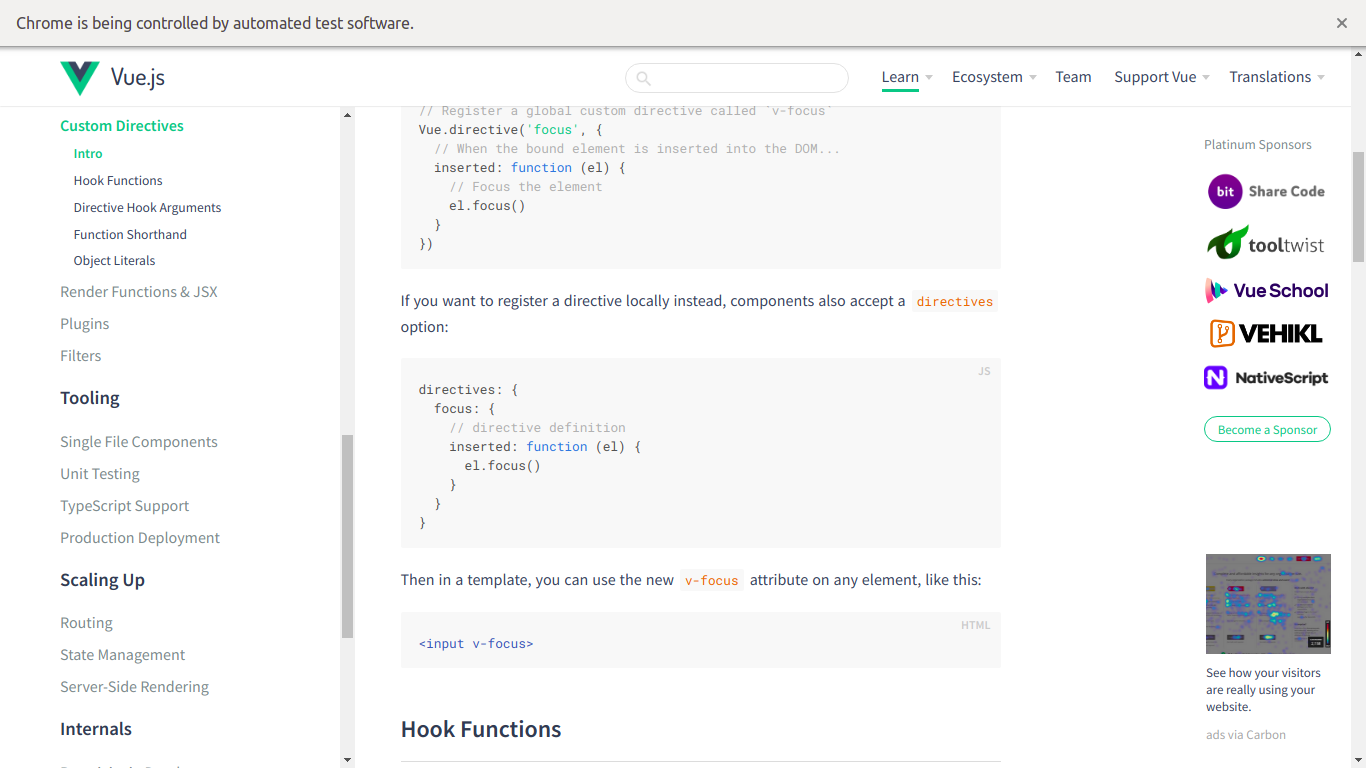 Chrome is being controlled by automated test software.
Vue.js
Learn
Ecosystem
Team
Support Vue
Translations
Custom Directives
Intro
Hook Functions
Directive Hook Arguments
Function Shorthand
Object Literals
Render Functions & JSX
Plugins
Filters
Tooling
Single File Components
Unit Testing
TypeScript Support
Production Deployment
Scaling Up
Routing
State Management
Server-Side Rendering
Internals
// Register a global custom directive called `v-focus`
Vue.directive('focus', {
// When the bound element is inserted into the DOM...
inserted: function (el) {
// Focus the element
el.focus()
}
})
If you want to register a directive locally instead, components also accept a directives
option:
JS
directives: {
focus: {
// directive definition
inserted: function (el) {
el.focus()
}
}
}
Then in a template, you can use the new v-focus attribute on any element, like this:
HTML
<input v-focus>
Hook Functions
Platinum Sponsors
bit Share Code
tooltwist
Vue School
VEHIKL
NativeScript
Become a Sponsor
See how your visitors
are really using your
website.
ads via Carbon